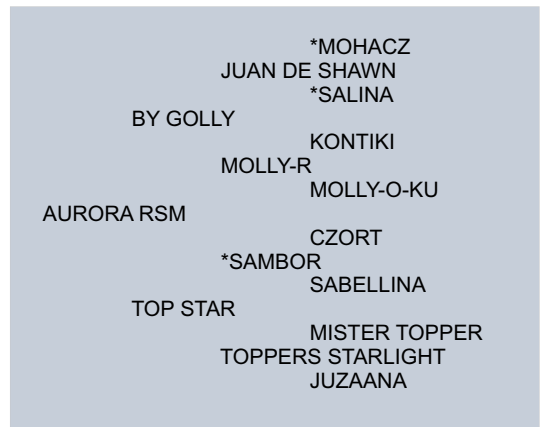 *MOHACZ
JUAN DE SHAWN
*SALINA
BY GOLLY
KONTIKI
MOLLY-R
MOLLY-O-KU
AURORA RSM
CZORT
*SAMBOR
SABELLINA
TOP STAR
MISTER TOPPER
TOPPERS STARLIGHT
JUZAANA